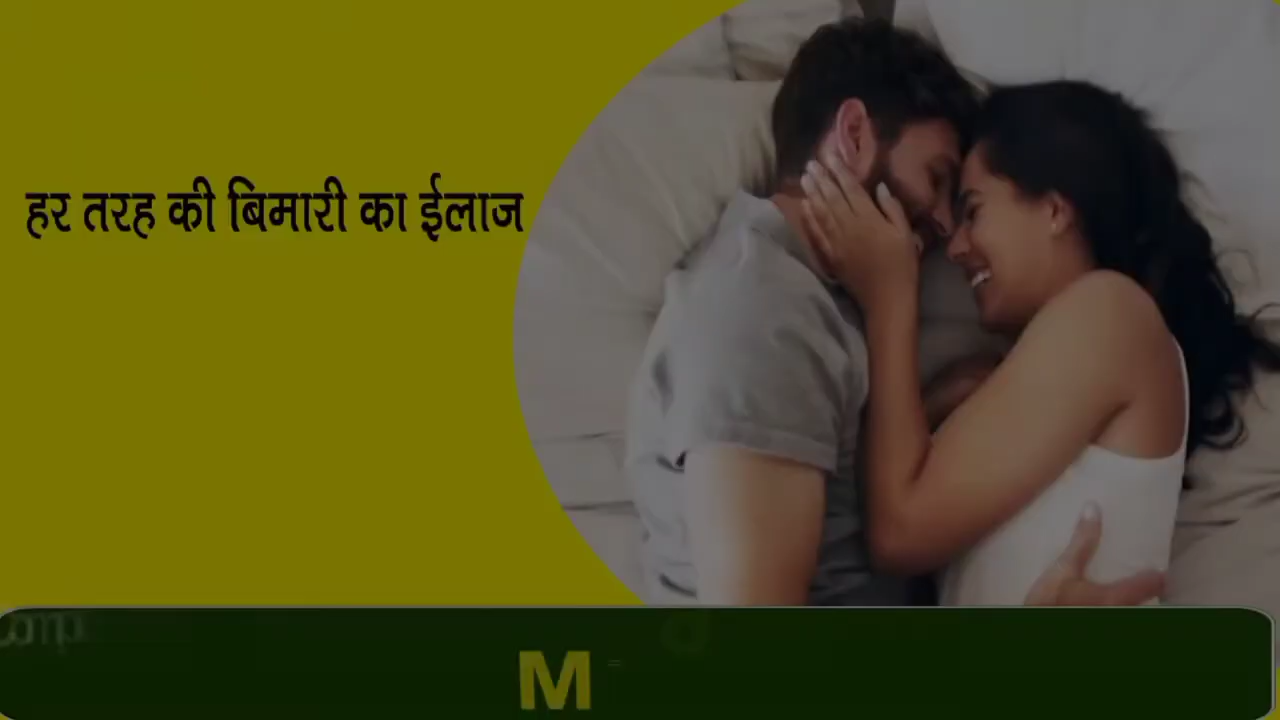 हर तरह की बिमारी का ईलाज
M